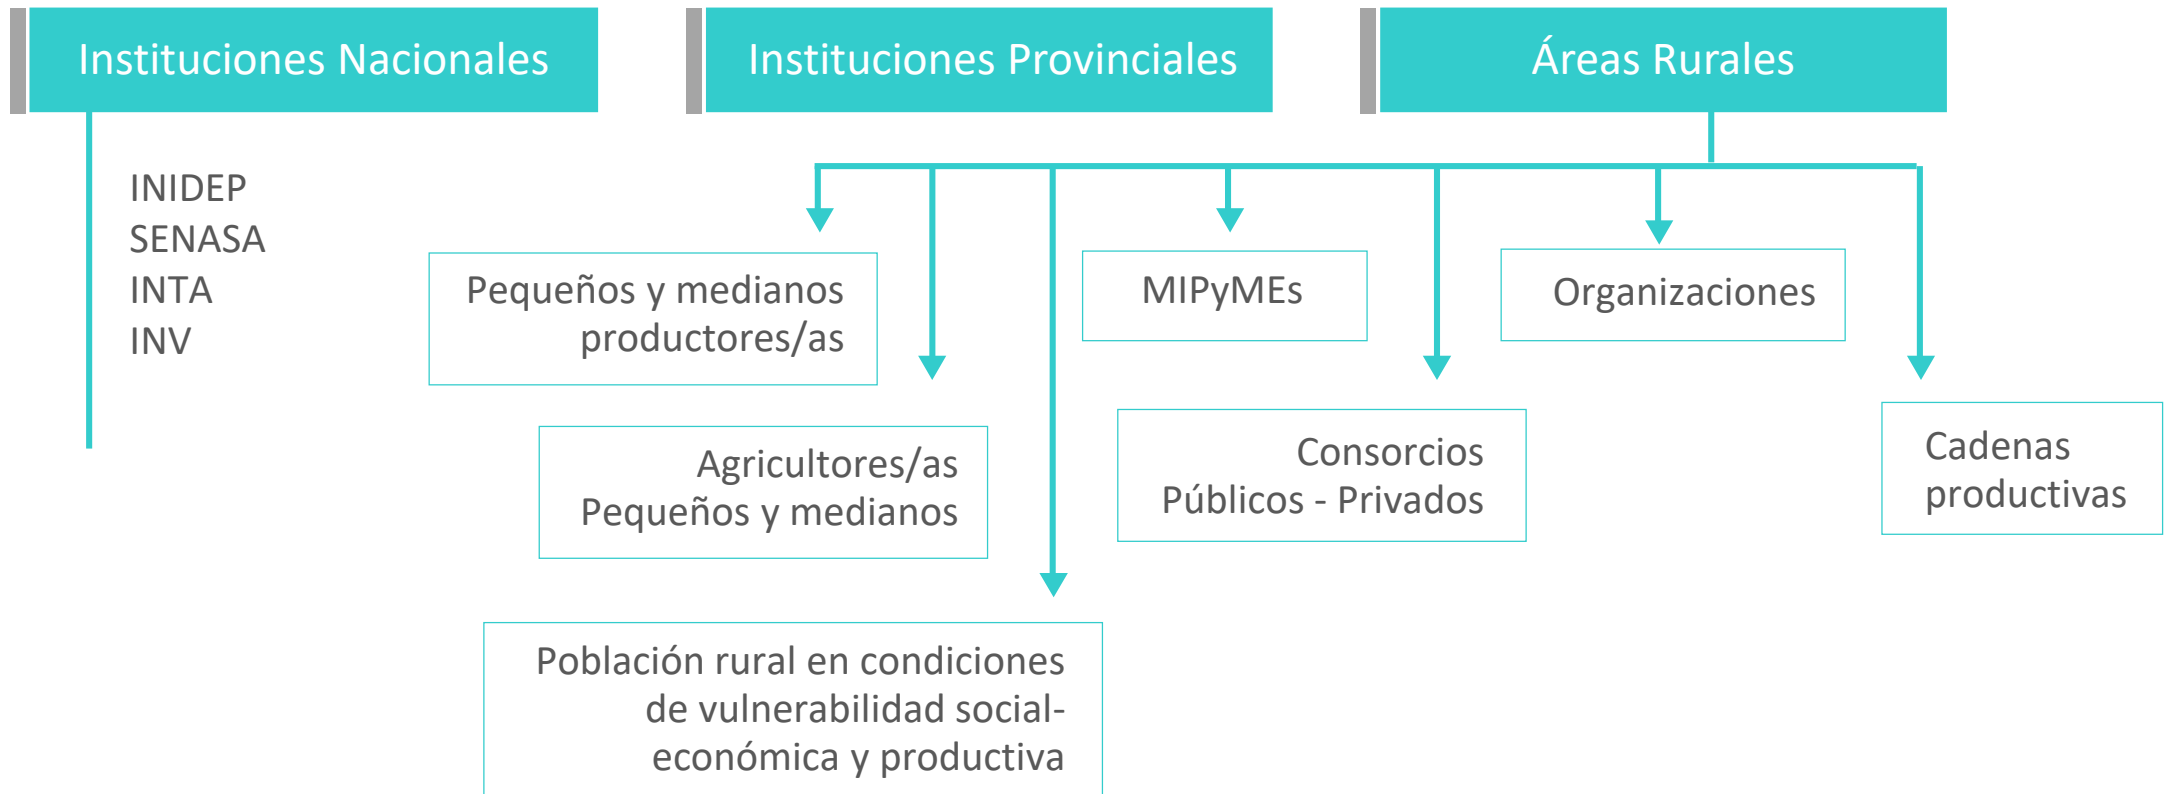 Instituciones Nacionales
Instituciones Provinciales
Áreas Rurales
INIDEP
SENASA
INTA
INV
Pequeños y medianos
productores/as
MIPyMEs
Organizaciones
Agricultores/as
Pequeños y medianos
Consorcios
Públicos - Privados
Cadenas
productivas
Población rural en condiciones
de vulnerabilidad social-
económica y productiva